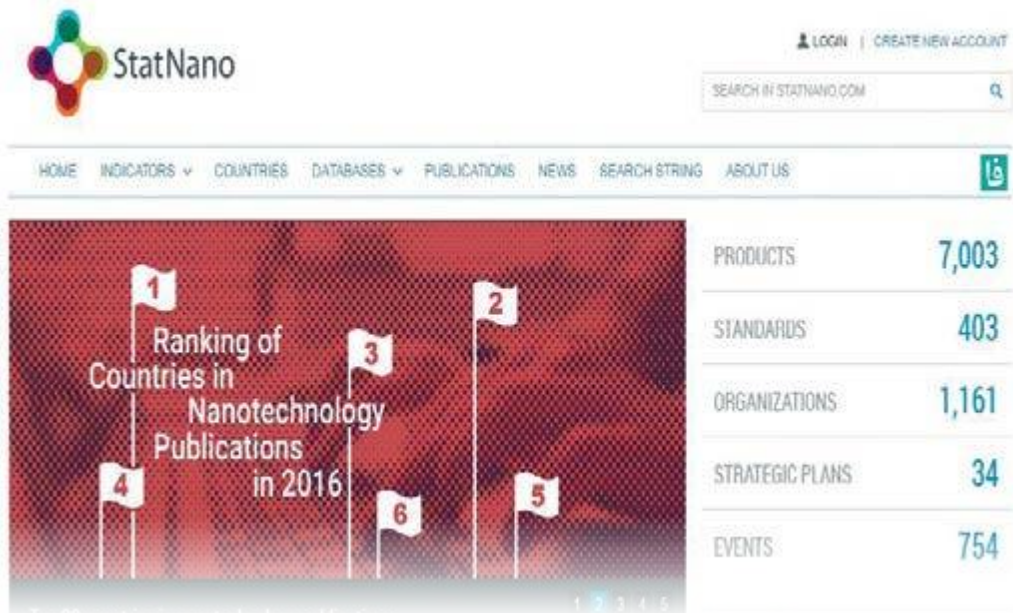 StatNano
LOGIN | CREATE NEW ACCOUNT
SEARCH IN STATNANO.COM
HOME INDICATORS COUNTRIES DATABASES PUBLICATIONS NEWS SEARCH STRING ABOUT US فا
1
2
Ranking of
3
Countries in
Nanotechnology
Publications
4
in 2016
5
6
1 2 3 4 5
PRODUCTS 7,003
STANDARDS 403
ORGANIZATIONS 1,161
STRATEGIC PLANS 34
EVENTS 754